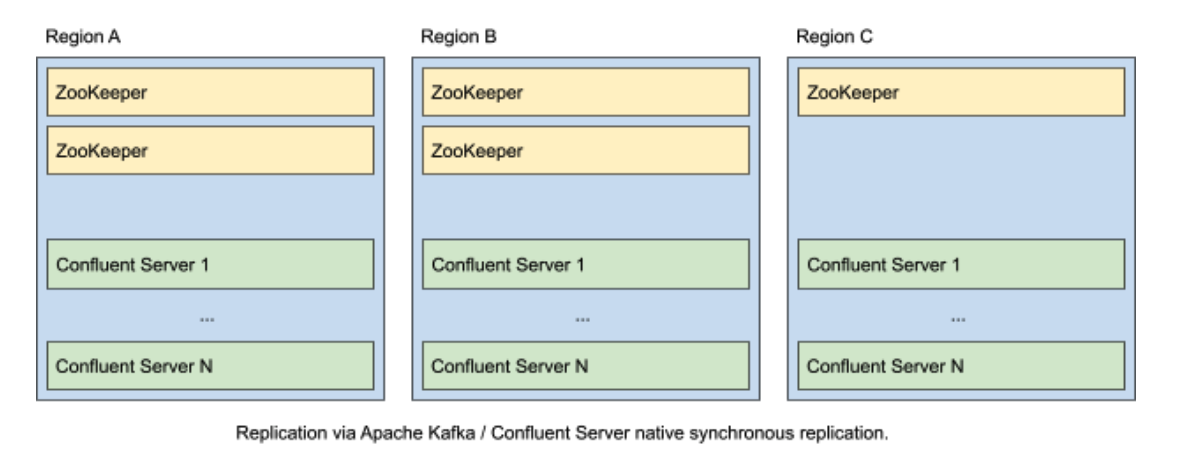 Region A
ZooKeeper
ZooKeeper
Confluent Server 1
...
Confluent Server N
Region B
ZooKeeper
ZooKeeper
Confluent Server 1
...
Confluent Server N
Region C
ZooKeeper
Confluent Server 1
...
Confluent Server N
Replication via Apache Kafka / Confluent Server native synchronous replication.